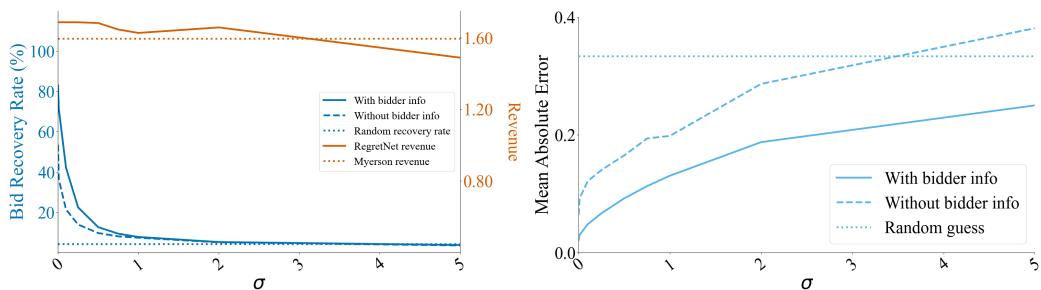 Bid Recovery Rate (%)
100
80
60
40
20
0
1
2
3
4
5
σ
With bidder info
Without bidder info
Random recovery rate
RegretNet revenue
Myerson revenue
1.60
1.20
0.80
Revenue
Mean Absolute Error
0.4
0.2
0.0
0
1
2
3
4
5
σ
With bidder info
Without bidder info
Random guess